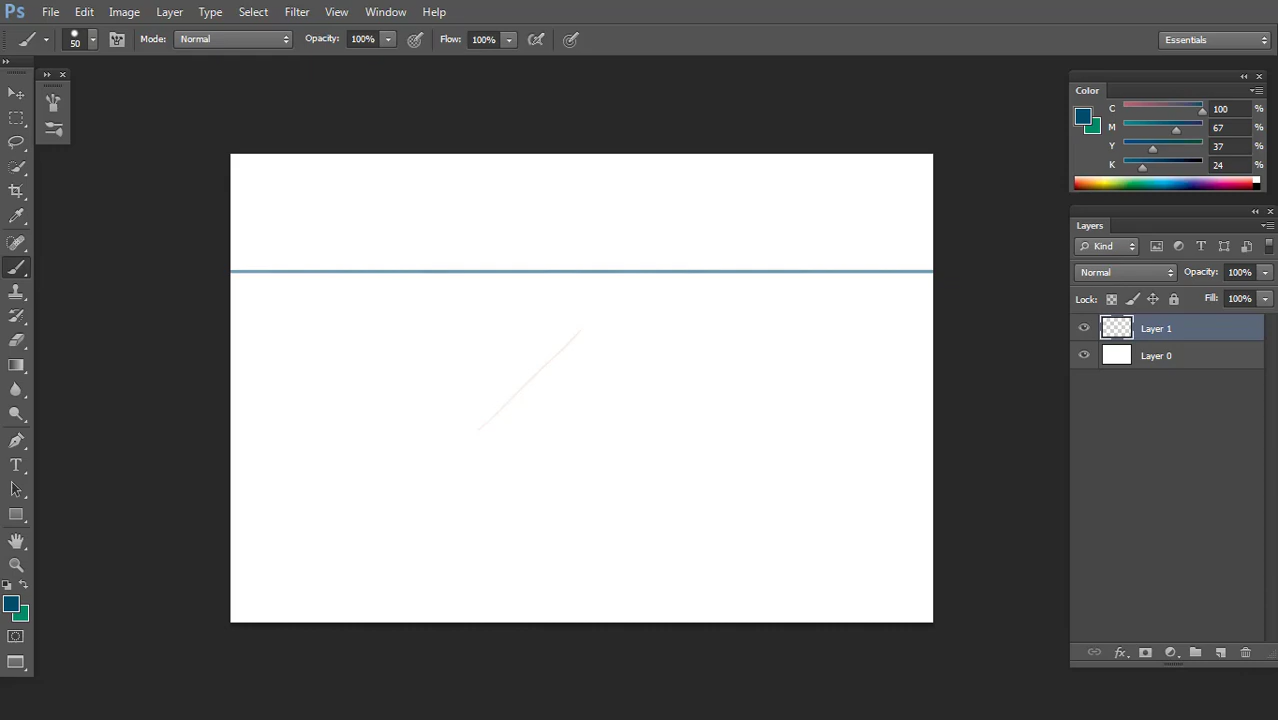 Ps File Edit Image Layer Type Select Filter View Window Help
50 Mode: Normal Opacity: 100% Flow: 100% Essentials
Color
C 100 %
M 67 %
Y 37 %
K 24 %
Layers
Kind T
Normal Opacity: 100%
Lock: Fill: 100%
Layer 1
Layer 0
T
fx